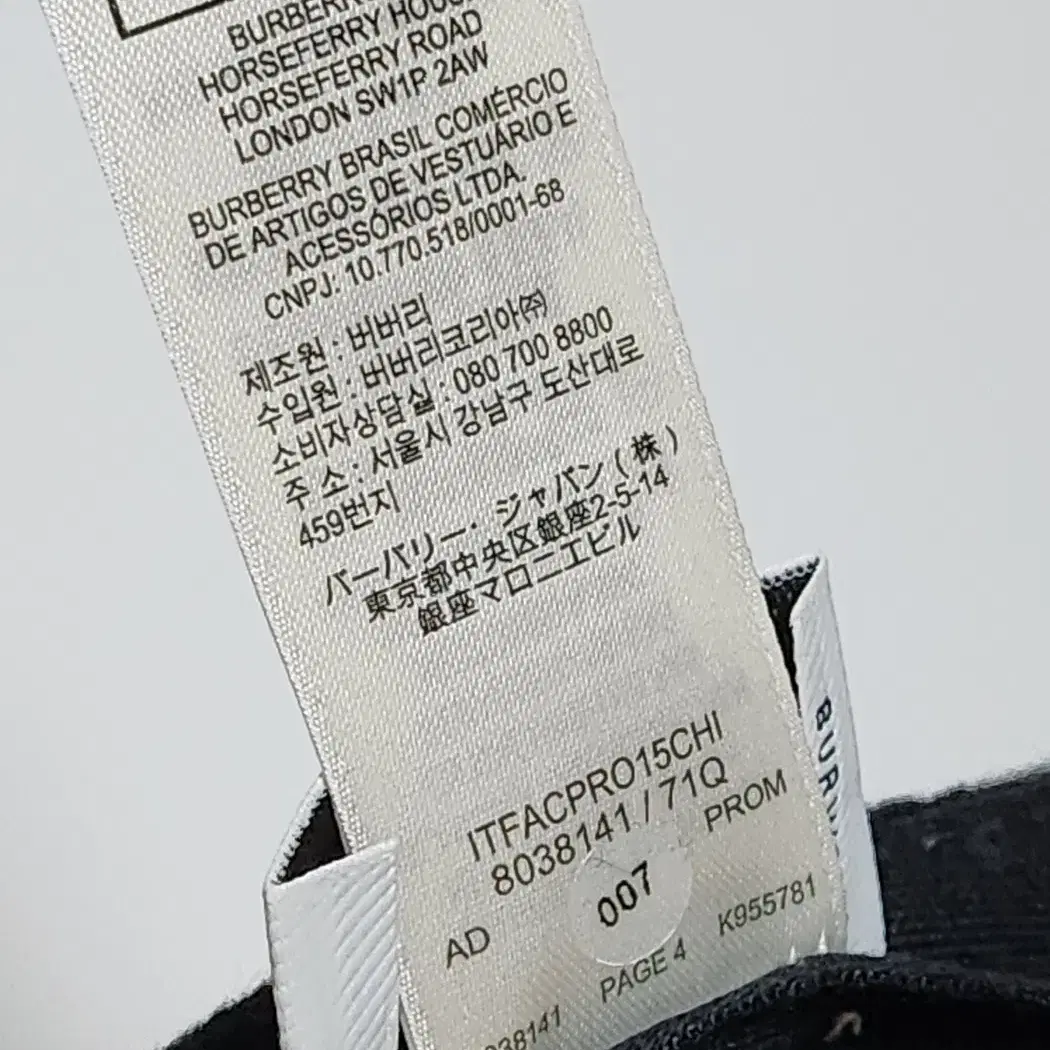 BURBERRY
HORSEFERRY HOUSE
HORSEFERRY ROAD
LONDON SW1P 2AW
BURBERRY BRASIL COMÉRCIO
DE ARTIGOS DE VESTUÁRIO E
ACESSÓRIOS LTDA.
CNPJ: 10.770.518/0001-68
제조원 : 버버리
수입원 : 버버리코리아㈜
소비자상담실 : 080 700 8800
주 소 : 서울시 강남구 도산대로
459번지
バーバリー・ジャパン(株)
東京都中央区銀座2-5-14
銀座マロニエビル
ITFACPRO15CHI
8038141 / 71Q
PROM
AD
007
K955781
PAGE 4
38141
BUR